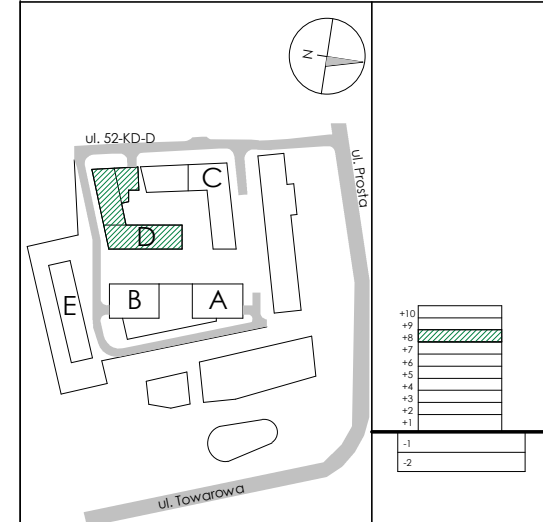 N
ul. 52-KD-D
C
ul. Prosta
D
E
B
A
ul. Towarowa
+10
+9
+8
+7
+6
+5
+4
+3
+2
+1
-1
-2